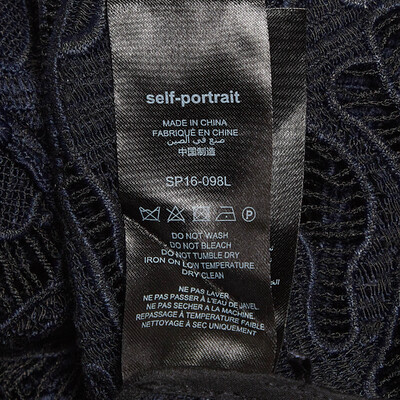 self-portrait
MADE IN CHINA
FABRIQUÉ EN CHINE
صنع في الصين
中国制造
SP16-098L
P
DO NOT WASH
DO NOT BLEACH
DO NOT TUMBLE DRY
IRON ON LOW TEMPERATURE
DRY CLEAN
NE PAS LAVER
NE PAS PASSER À L'EAU DE JAVEL
NE PAS SECHER A LA MACHINE
REPASSAGE À TEMPÉRATURE FAIBLE
NETTOYAGE À SEC UNIQUEMENT